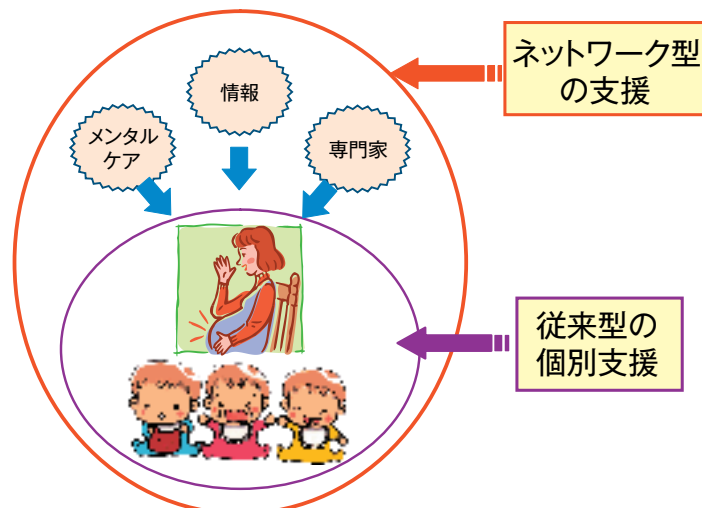 ネットワーク型
の支援
情報
メンタル
ケア
専門家
従来型の
個別支援